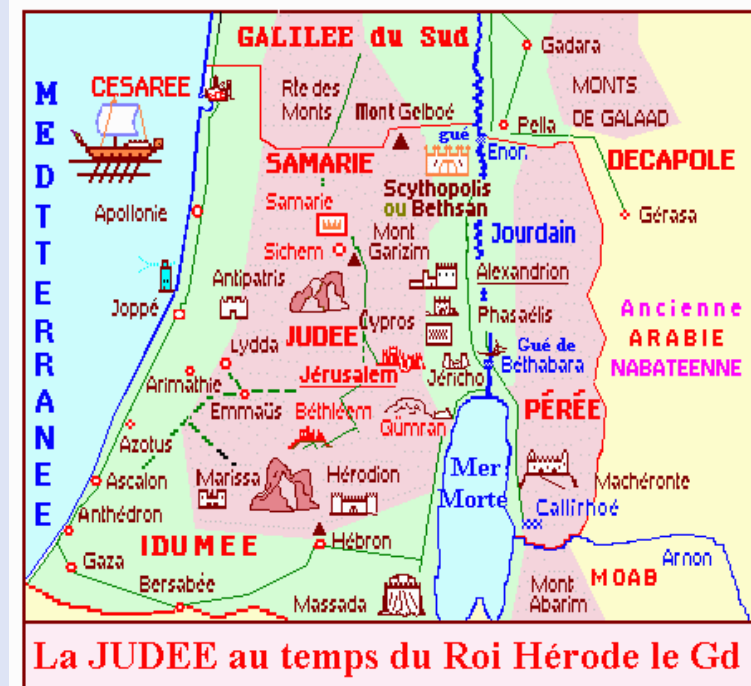 GALILEE du Sud
Gadara
MEDTTERRANEE
CESAREE
Rte des
Monts
Mont Gelboé
MONTS
DE GALAAD
gué
Pella
Enon
SAMARIE
DECAPOLE
Scythopolis
ou Bethsan
Samarie
Apollonie
Gérasa
Mont
Garizim
Jourdain
Sichem
Antipatris
Alexandrion
Joppé
Cypros
Phasaélis
Ancienne
ARABIE
NABATEENNE
JUDEE
Lydda
Gué de
Béthabara
Jérusalem
Jéricho
Arimathie
Emmaüs
Béthléem
Qümran
PÉRÉE
Azotus
Mer
Morte
Ascalon
Marissa
Hérodion
Machéronte
Callirhoé
Anthédron
IDUMEE
Hébron
Gaza
Arnon
Bersabée
MOAB
Massada
Mont
Abarim
La JUDEE au temps du Roi Hérode le Gd